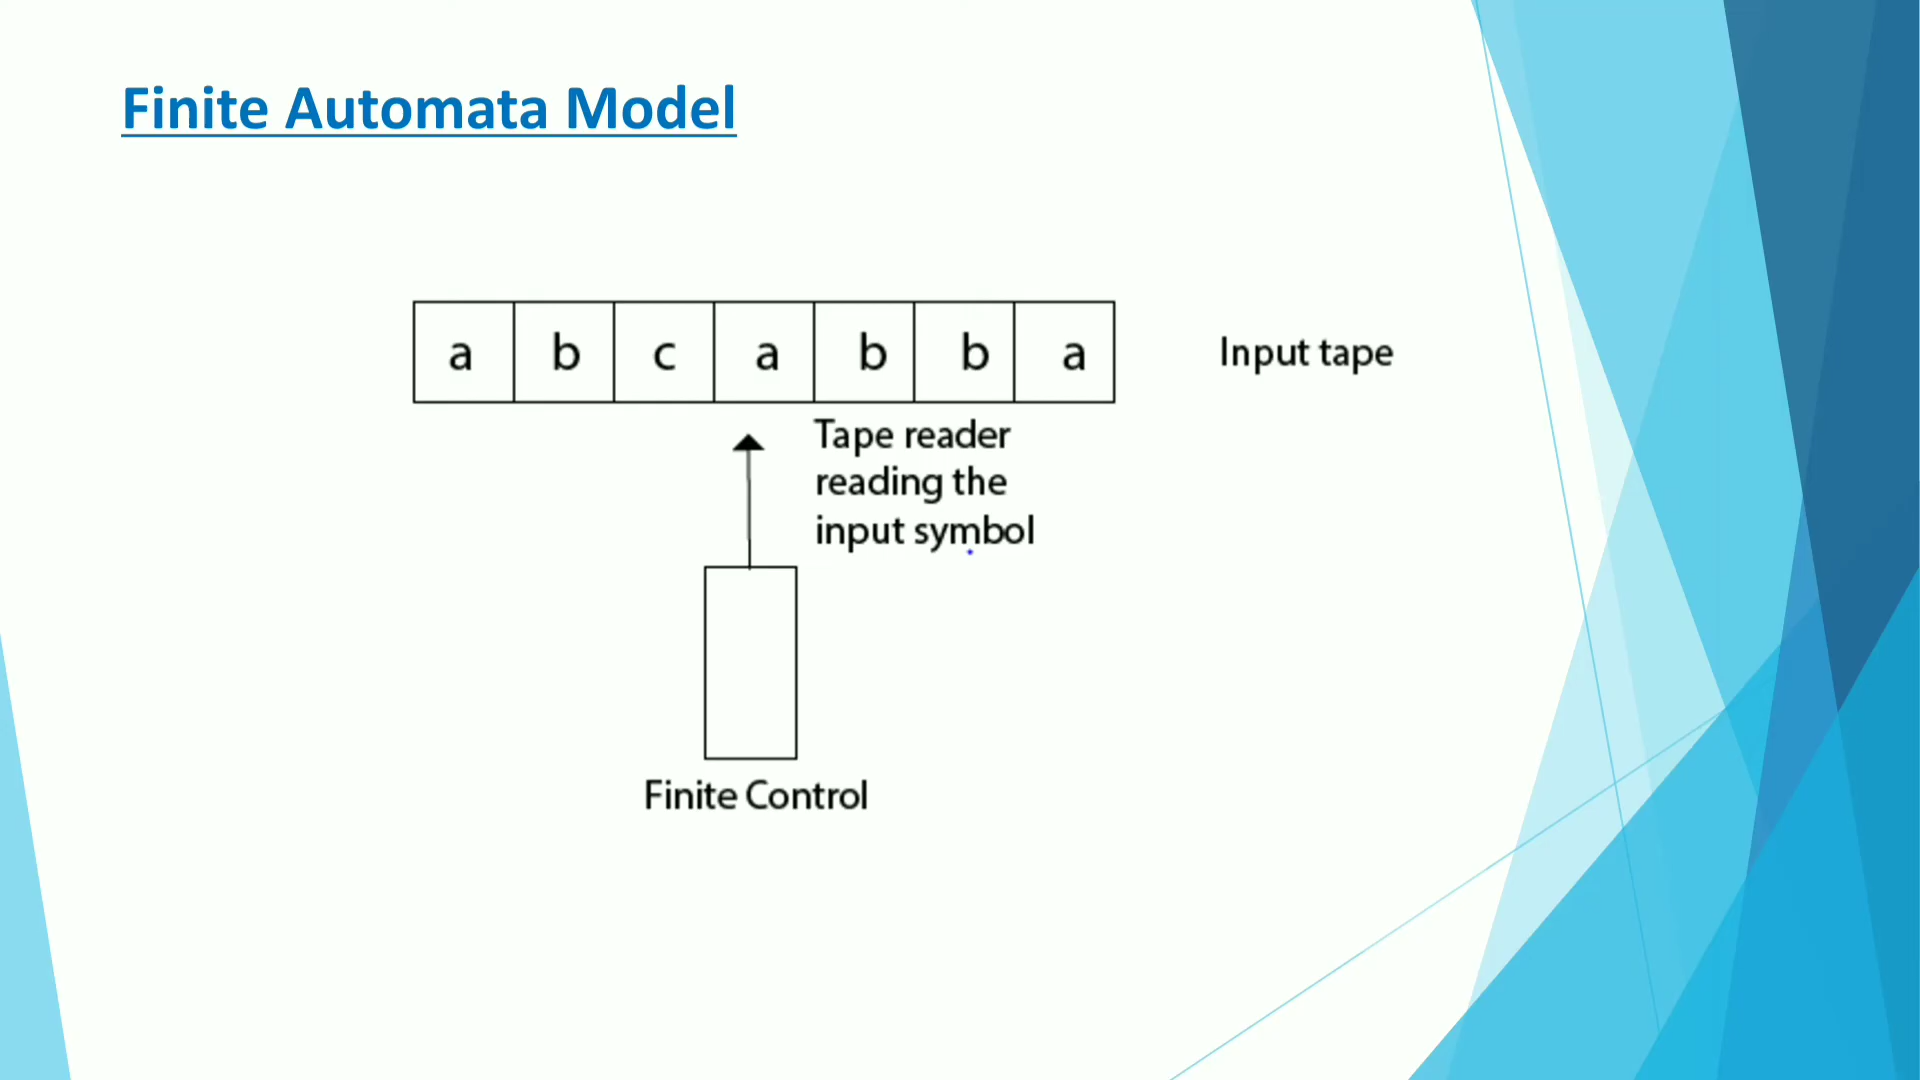 Finite Automata Model
a b c a b b a
Input tape
Tape reader
reading the
input symbol
Finite Control